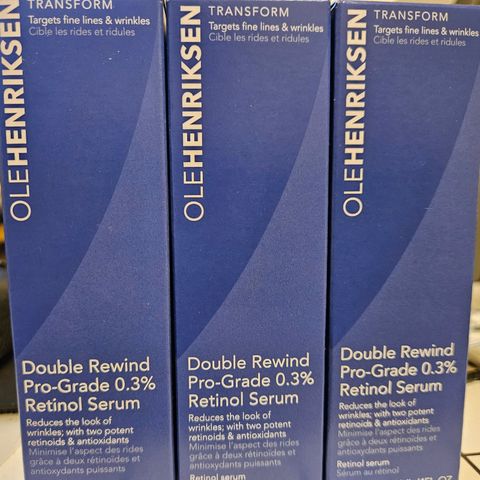 TRANSFORM
Targets fine lines & wrinkles
Cible les rides et ridules
OLEHENRIKSEN
Double Rewind
Pro-Grade 0.3%
Retinol Serum
Reduces the look of
wrinkles; with two potent
retinoids & antioxidants
Minimise l'aspect des rides
grâce à deux rétinoïdes et
antioxydants puissants
TRANSFORM
Targets fine lines & wrinkles
Cible les rides et ridules
OLEHENRIKSEN
Double Rewind
Pro-Grade 0.3%
Retinol Serum
Reduces the look of
wrinkles; with two potent
retinoids & antioxidants
Minimise l'aspect des rides
grâce à deux rétinoïdes et
antioxydants puissants
Retinol serum
TRANSFORM
Targets fine lines & wrinkles
Cible les rides et ridules
OLEHENRIKSEN
Double Rewind
Pro-Grade 0.3%
Retinol Serum
Reduces the look of
wrinkles; with two potent
retinoids & antioxidants
Minimise l'aspect des rides
grâce à deux rétinoïdes et
antioxydants puissants
Retinol serum
Sérum au rétinol